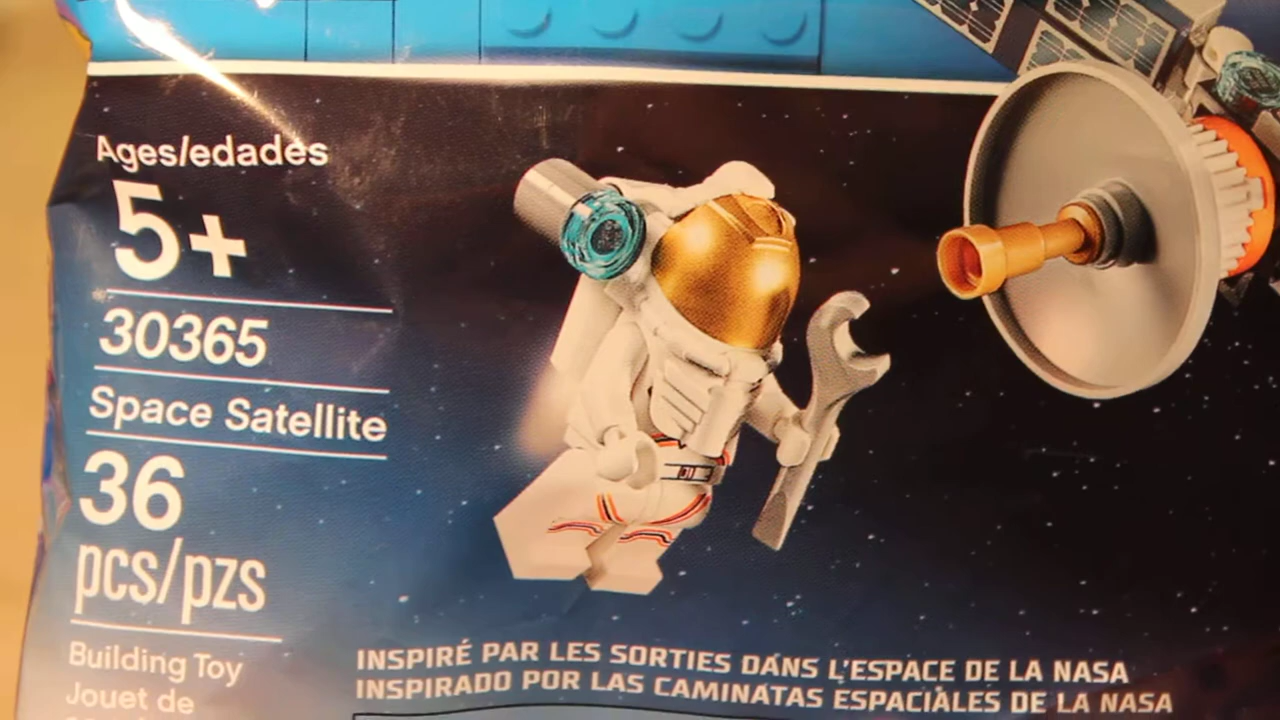 Ages/edades
5+
30365
Space Satellite
36
pcs/pzs
Building Toy
Jouet de
INSPIRÉ PAR LES SORTIES DANS L'ESPACE DE LA NASA
INSPIRADO POR LAS CAMINATAS ESPACIALES DE LA NASA